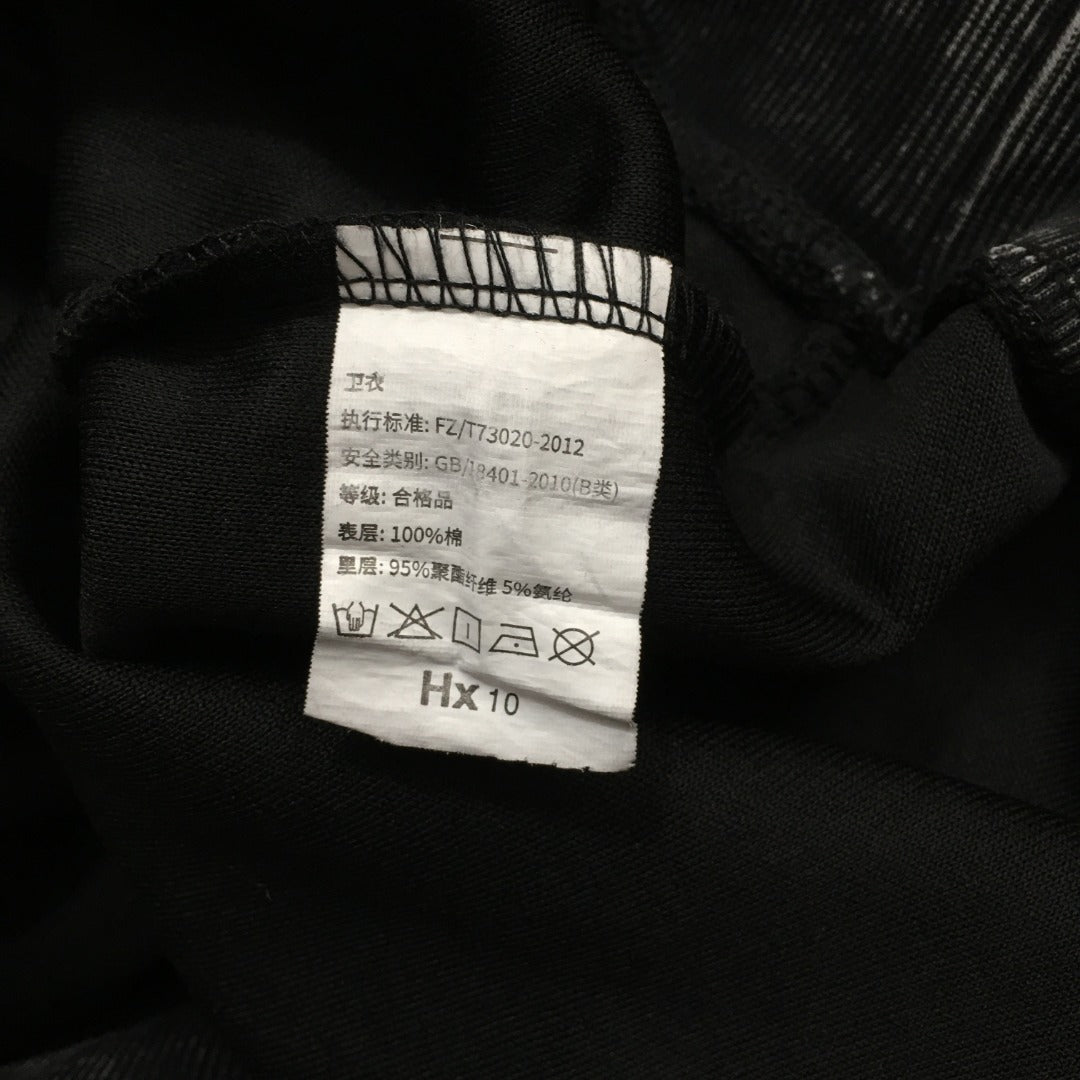 卫衣
执行标准: FZ/T73020-2012
安全类别: GB/18401-2010(B类)
等级: 合格品
表层: 100%棉
里层: 95%聚酯纤维 5%氨纶
Hx 10